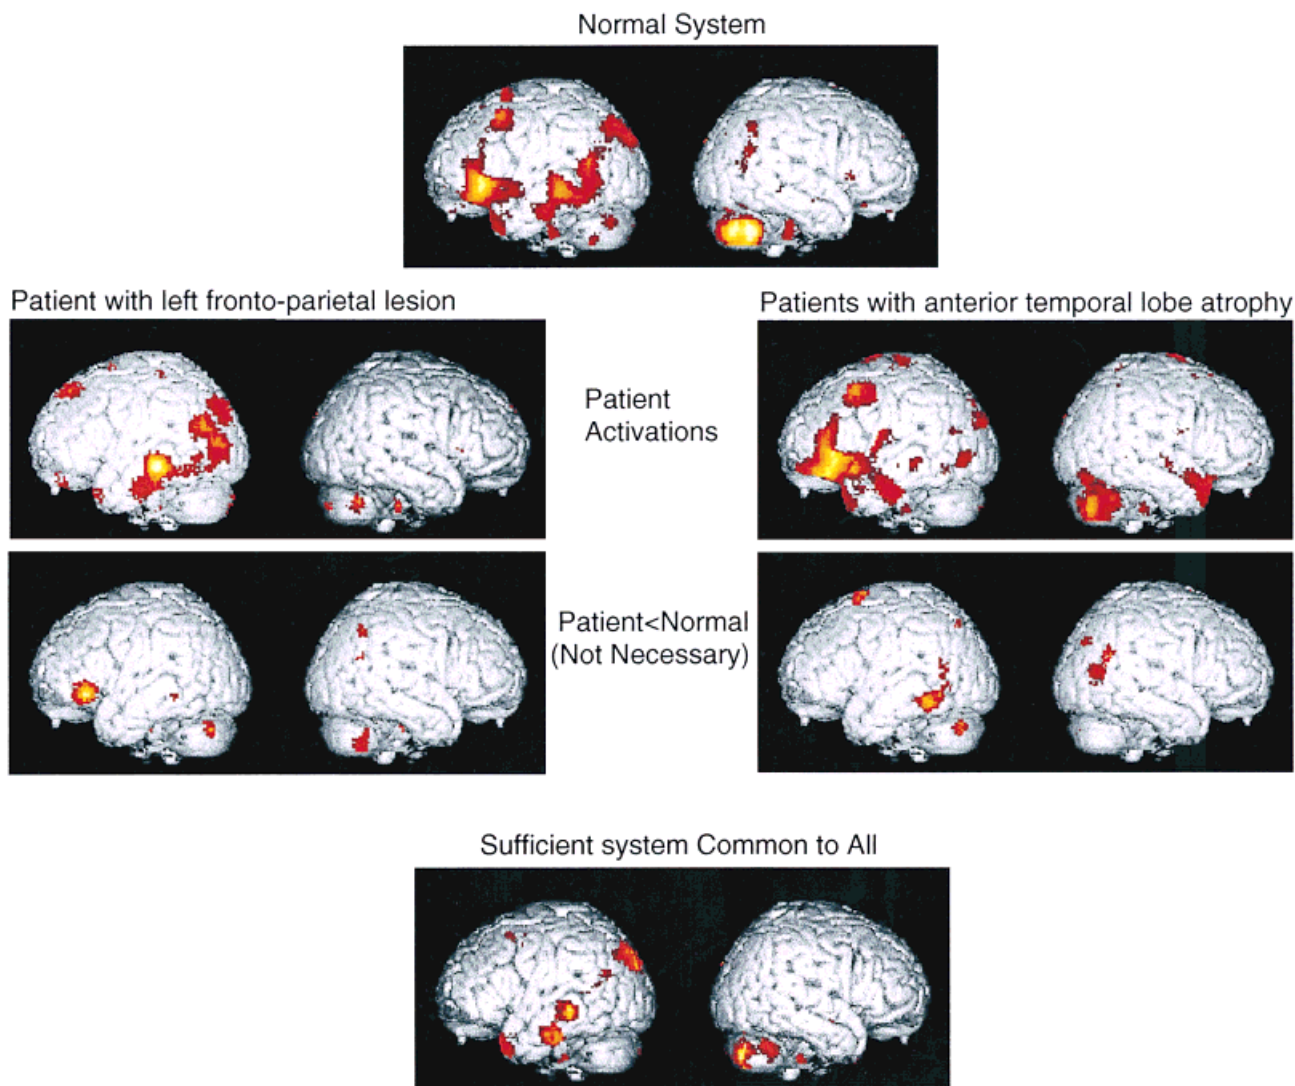 Normal System
Patient with left fronto-parietal lesion
Patients with anterior temporal lobe atrophy
Patient
Activations
Patient<Normal
(Not Necessary)
Sufficient system Common to All